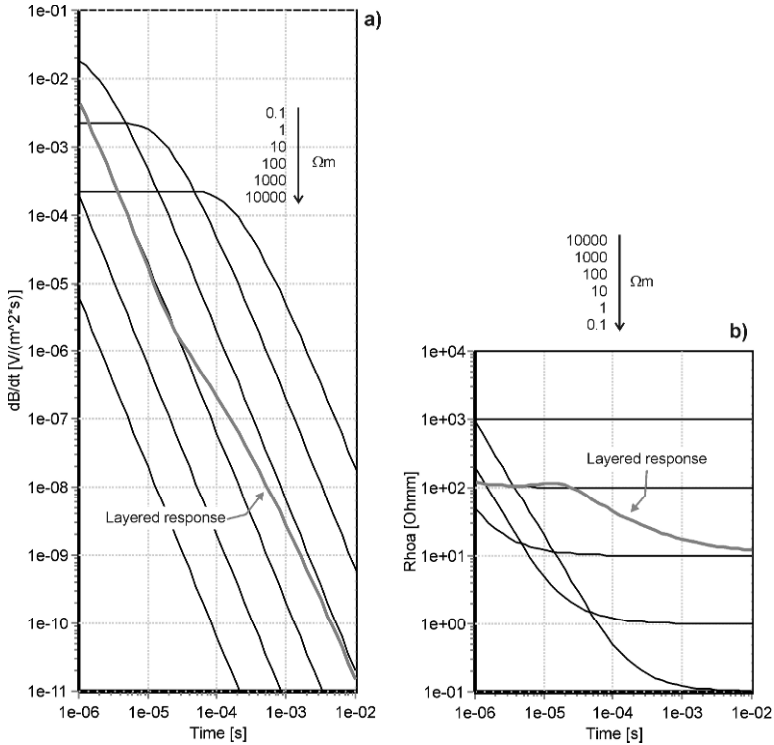 a)
1e-01
1e-02
1e-03
1e-04
1e-05
1e-06
1e-07
1e-08
1e-09
1e-10
1e-11
dB/dt [V/(m^2*s)]
0.1
1
10
100
1000
10000
Ωm
Layered response
1e-06
1e-05
1e-04
1e-03
1e-02
Time [s]
10000
1000
100
10
1
0.1
Ωm
b)
1e+04
1e+03
1e+02
1e+01
1e+00
1e-01
Rhoa [Ohmm]
Layered response
1e-06
1e-05
1e-04
1e-03
1e-02
Time [s]